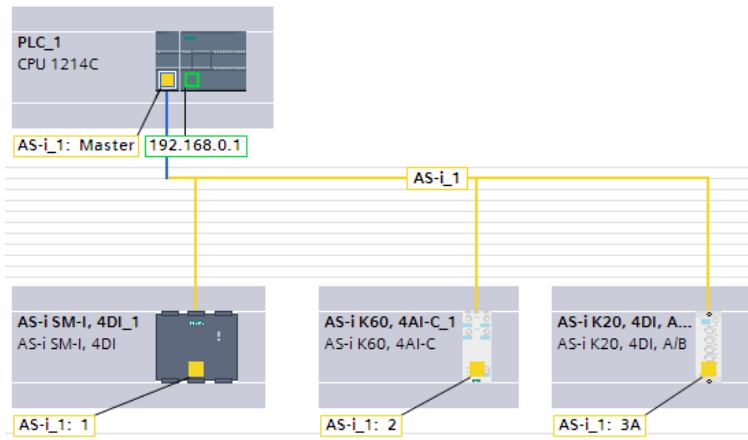 PLC_1
CPU 1214C
AS-i_1: Master
192.168.0.1
AS-i_1
AS-i SM-I, 4DI_1
AS-i SM-I, 4DI
AS-i K60, 4AI-C_1
AS-i K60, 4AI-C
AS-i K20, 4DI, A...
AS-i K20, 4DI, A/B
AS-i_1: 1
AS-i_1: 2
AS-i_1: 3A